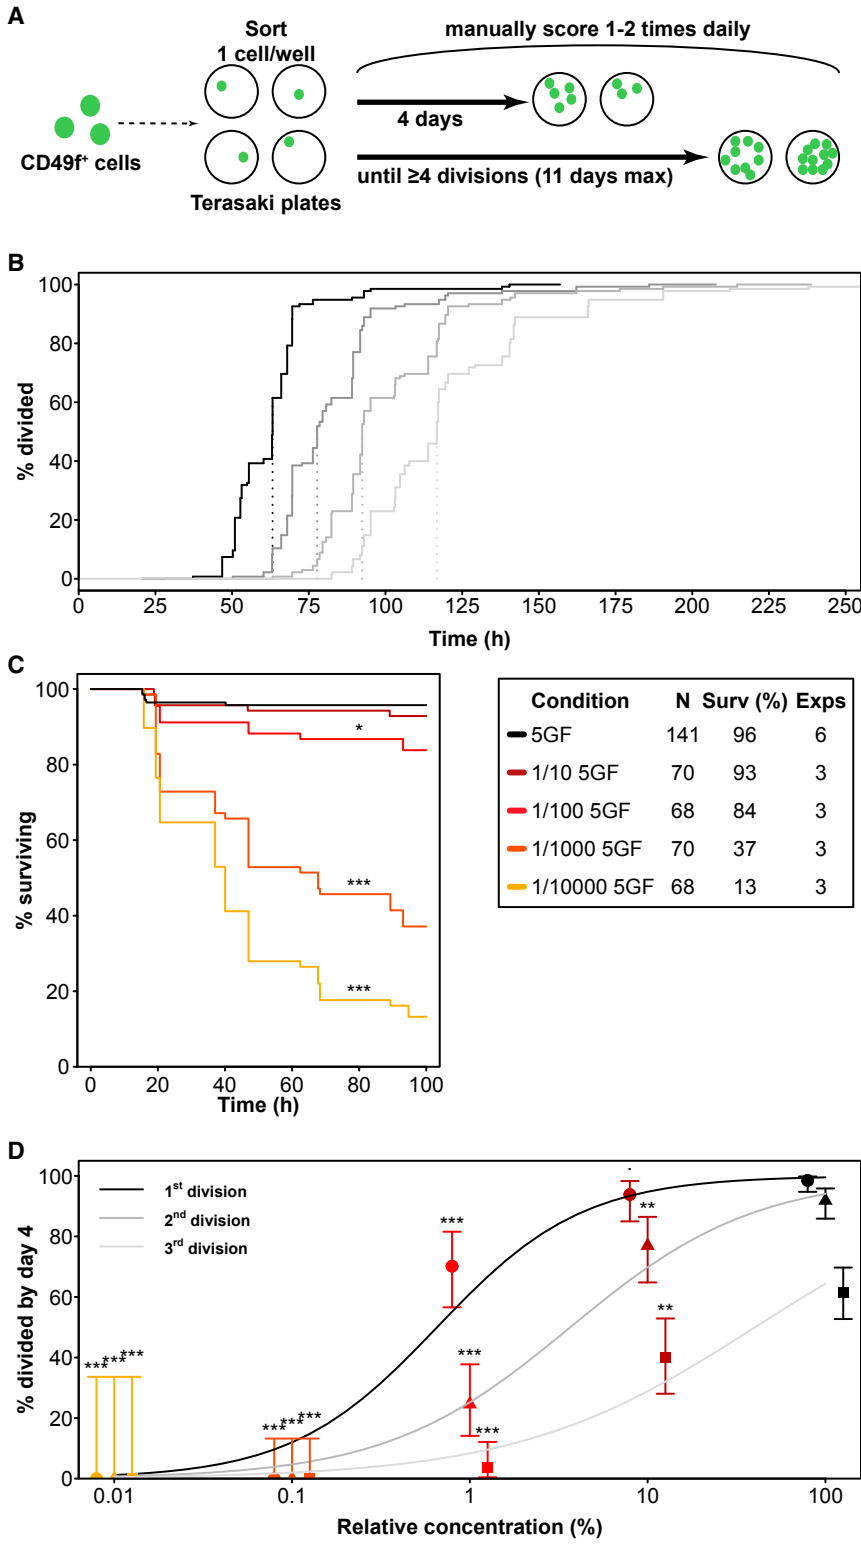 A
Sort
1 cell/well
manually score 1-2 times daily
4 days
CD49f+ cells
until ≥4 divisions (11 days max)
Terasaki plates
B
% divided
100
80
60
40
20
0
0 25 50 75 100 125 150 175 200 225 250
Time (h)
C
% surviving
100
80
60
40
20
0
*
***
***
0 20 40 60 80 100
Time (h)
Condition N Surv (%) Exps
5GF 141 96 6
1/10 5GF 70 93 3
1/100 5GF 68 84 3
1/1000 5GF 70 37 3
1/10000 5GF 68 13 3
D
% divided by day 4
100
80
60
40
20
0
1st division
2nd division
3rd division
*** *** ***
*** *** ***
*** *** ***
. ** **
0.01 0.1 1 10 100
Relative concentration (%)